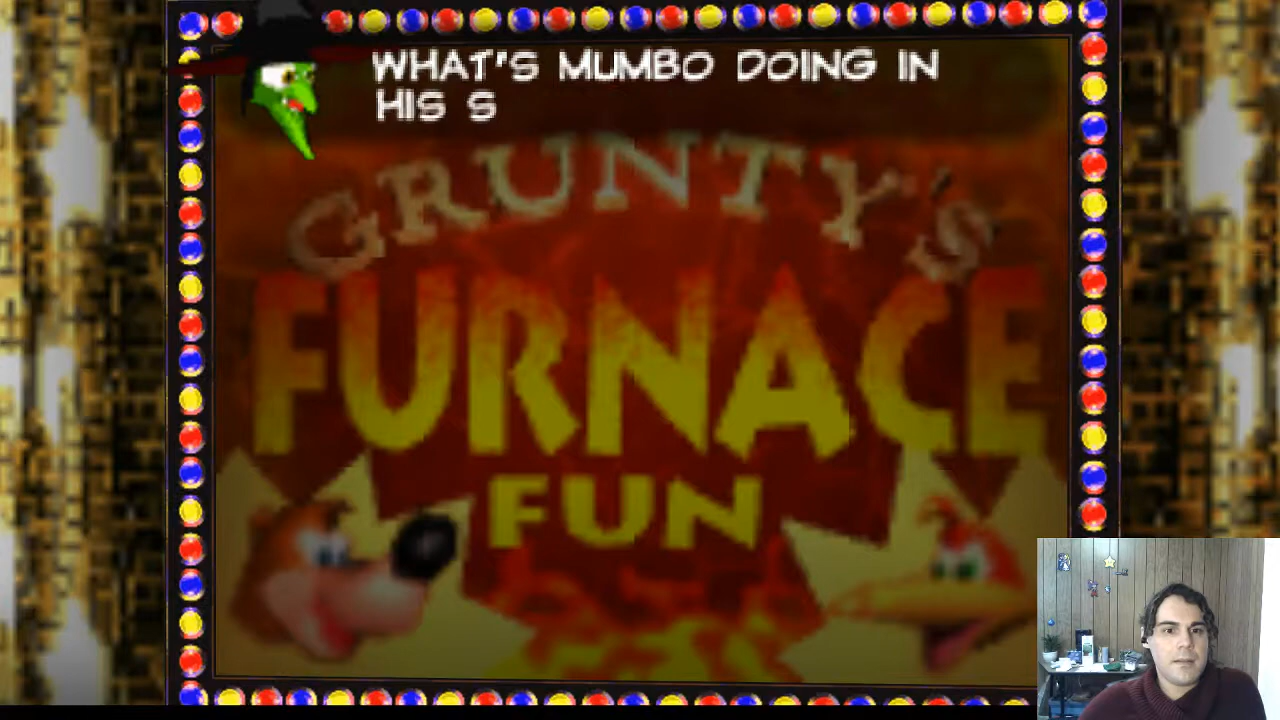 WHAT'S MUMBO DOING IN
HIS S
GRUNTY'S
FURNACE
FUN